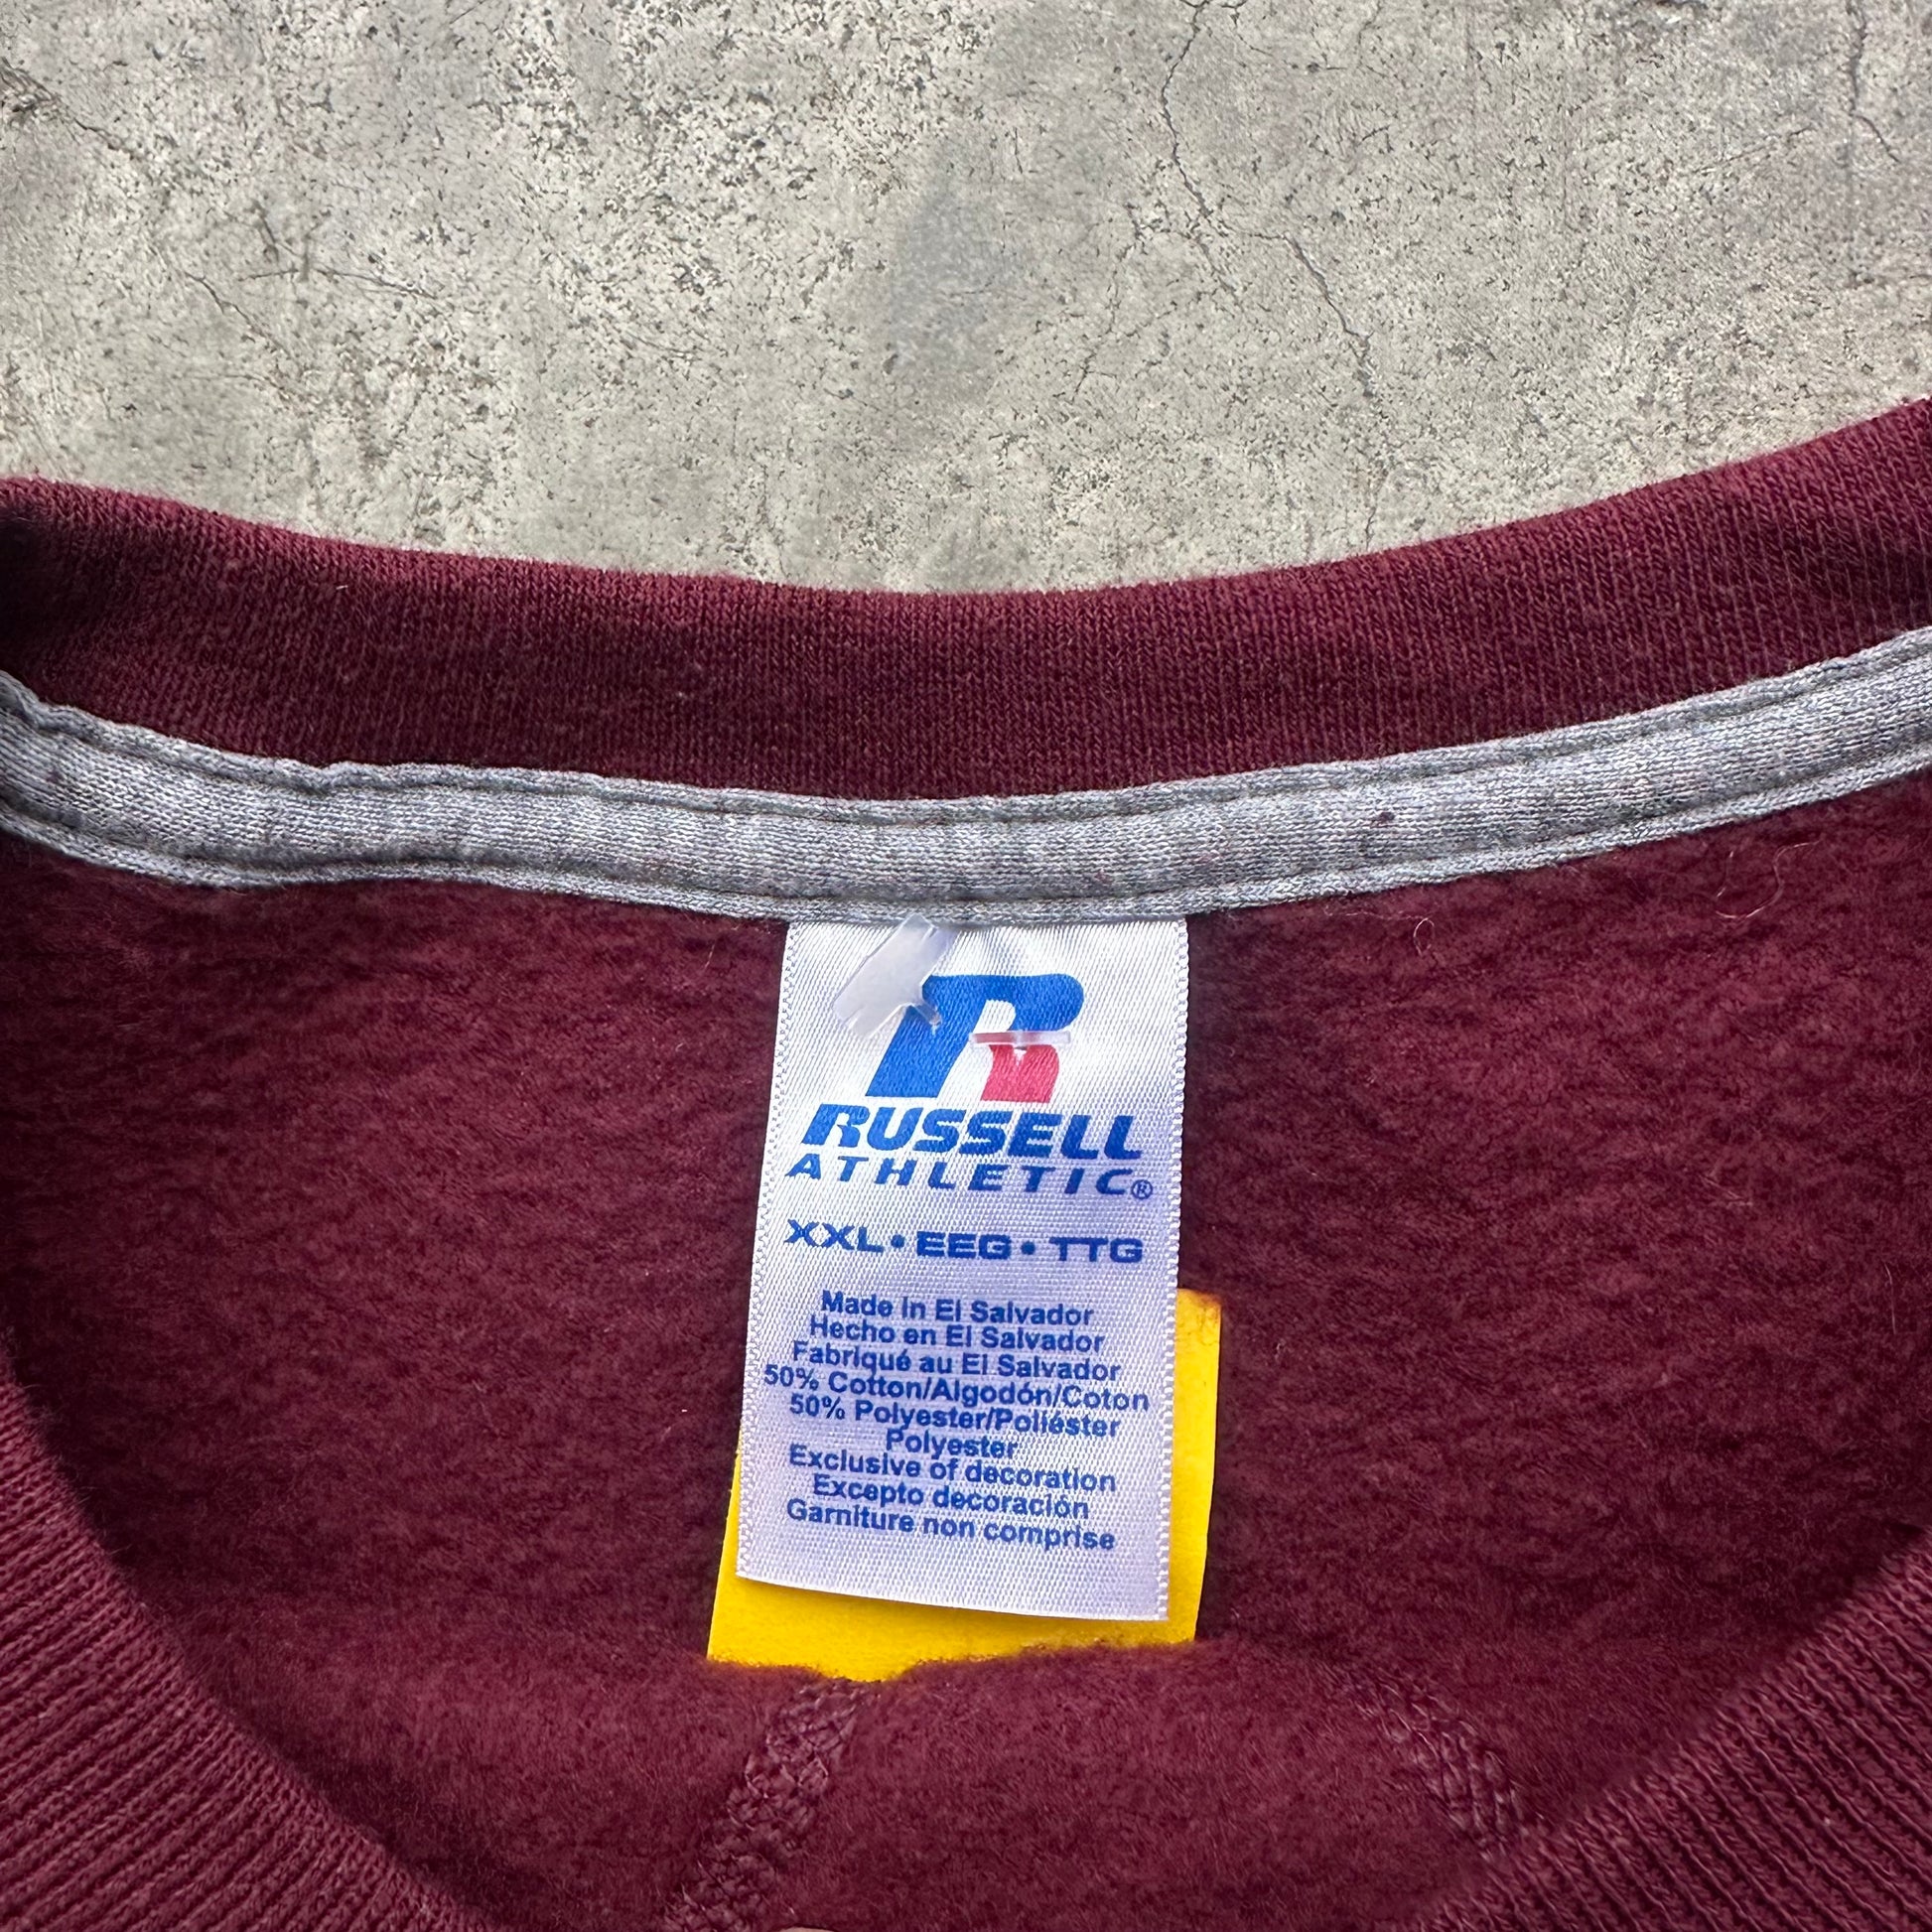 R
RUSSELL
ATHLETIC®
XXL • EEG • TTG
Made in El Salvador
Hecho en El Salvador
Fabriqué au El Salvador
50% Cotton/Algodón/Coton
50% Polyester/Poliéster
Polyester
Exclusive of decoration
Excepto decoración
Garniture non comprise